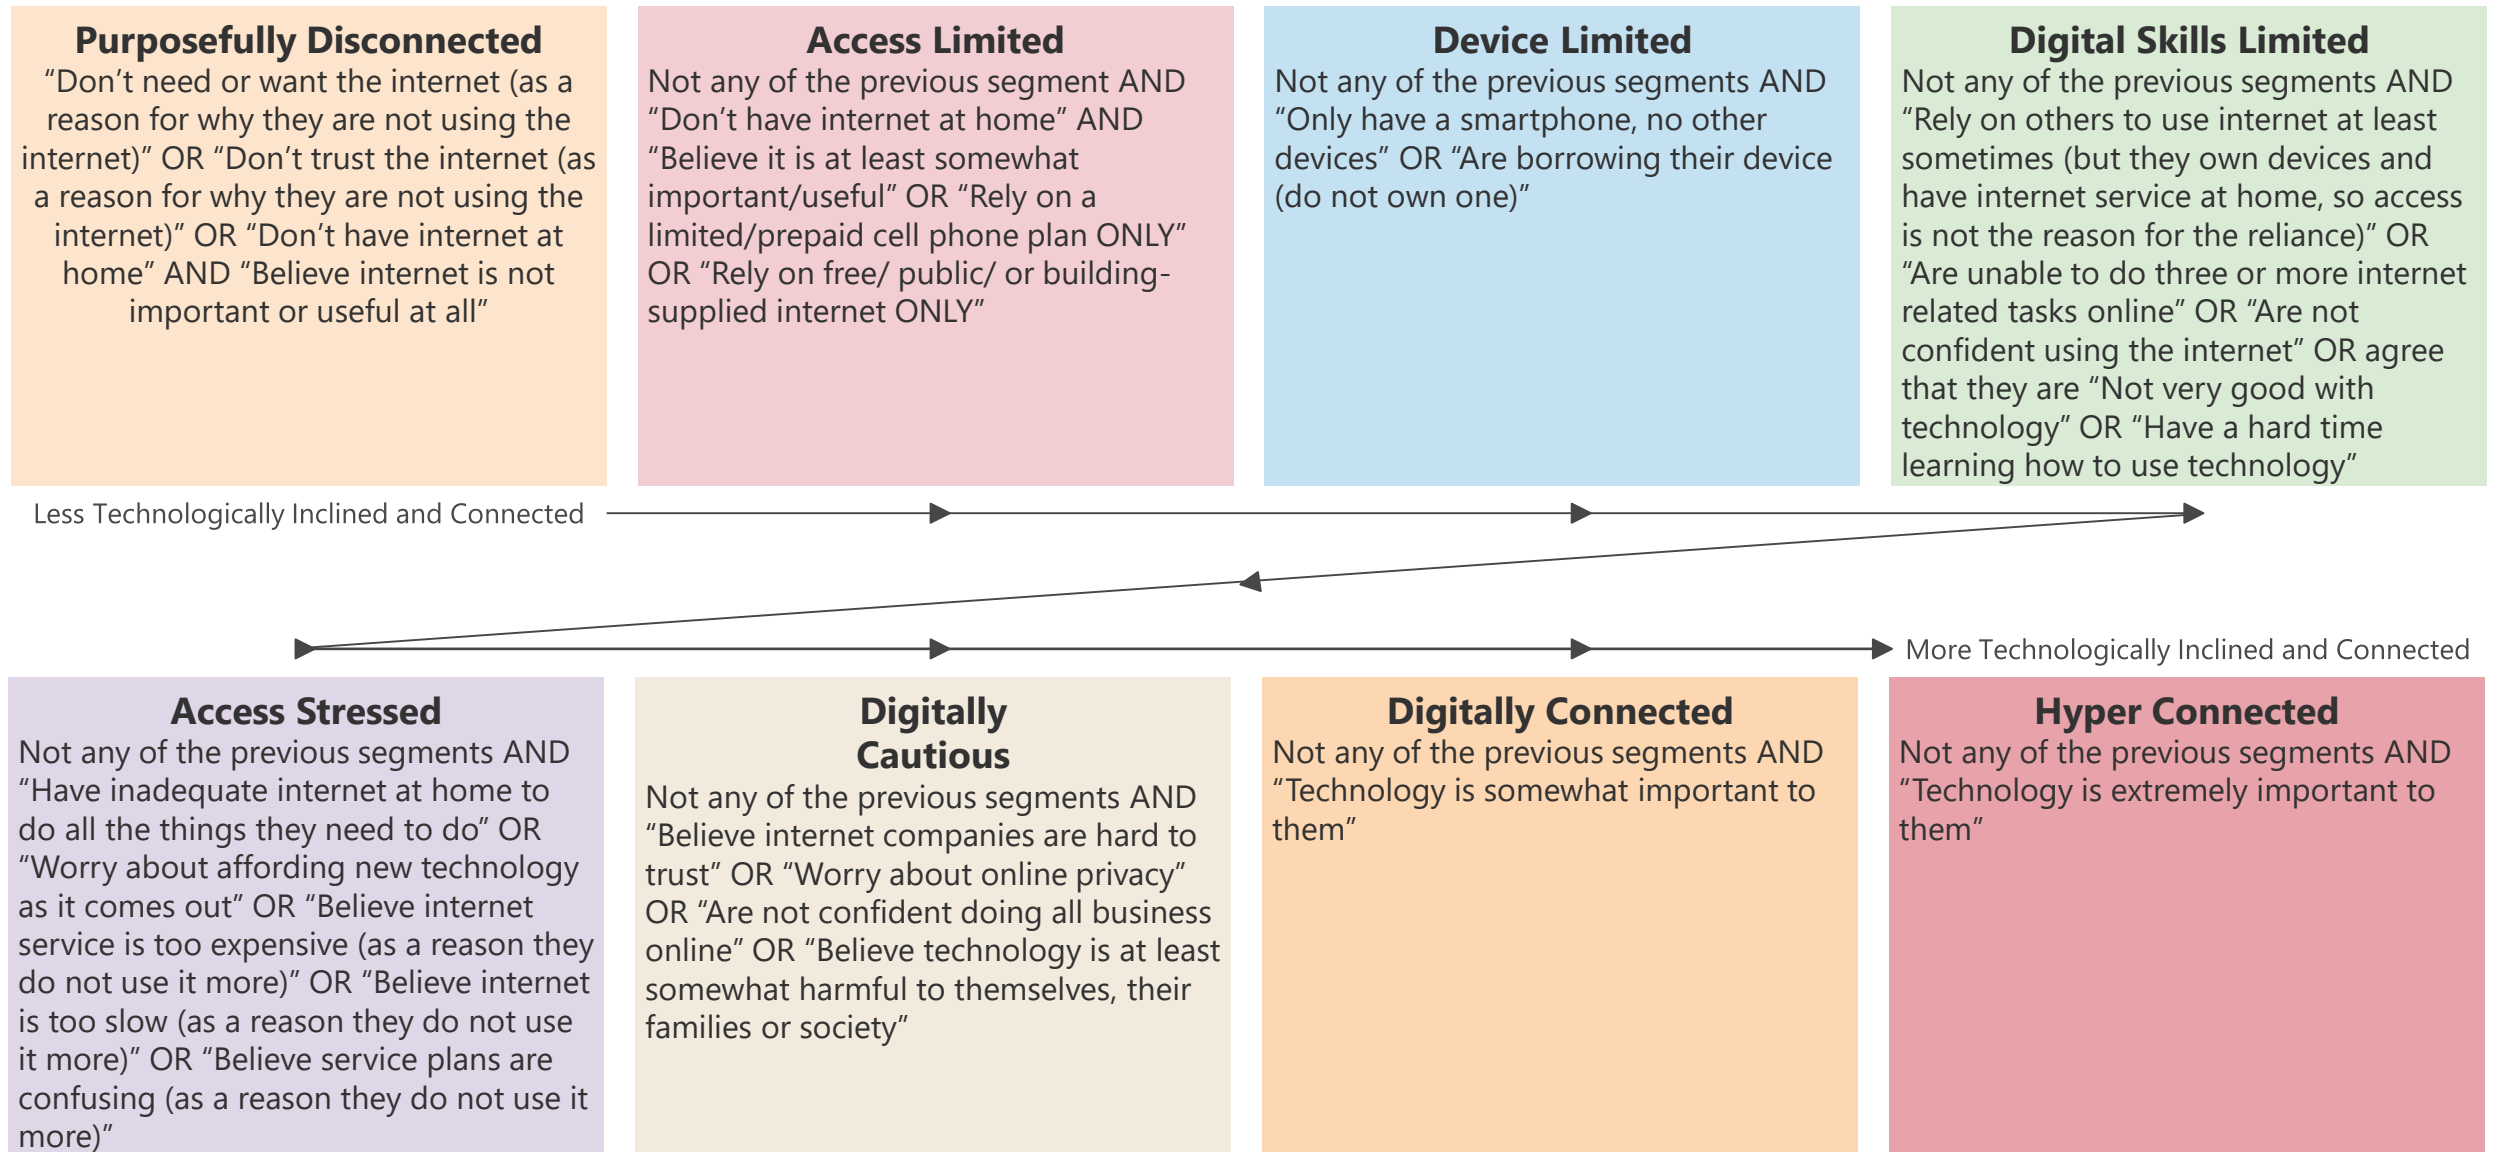 Purposefully Disconnected
“Don’t need or want the internet (as a
reason for why they are not using the
internet)” OR “Don’t trust the internet (as
a reason for why they are not using the
internet)” OR “Don’t have internet at
home” AND “Believe internet is not
important or useful at all”
Access Limited
Not any of the previous segment AND
“Don’t have internet at home” AND
“Believe it is at least somewhat
important/useful” OR “Rely on a
limited/prepaid cell phone plan ONLY”
OR “Rely on free/ public/ or building-
supplied internet ONLY”
Device Limited
Not any of the previous segments AND
“Only have a smartphone, no other
devices” OR “Are borrowing their device
(do not own one)”
Digital Skills Limited
Not any of the previous segments AND
“Rely on others to use internet at least
sometimes (but they own devices and
have internet service at home, so access
is not the reason for the reliance)” OR
“Are unable to do three or more internet
related tasks online” OR “Are not
confident using the internet” OR agree
that they are “Not very good with
technology” OR “Have a hard time
learning how to use technology”
Less Technologically Inclined and Connected
More Technologically Inclined and Connected
Access Stressed
Not any of the previous segments AND
“Have inadequate internet at home to
do all the things they need to do” OR
“Worry about affording new technology
as it comes out” OR “Believe internet
service is too expensive (as a reason they
do not use it more)” OR “Believe internet
is too slow (as a reason they do not use
it more)” OR “Believe service plans are
confusing (as a reason they do not use it
more)”
Digitally
Cautious
Not any of the previous segments AND
“Believe internet companies are hard to
trust” OR “Worry about online privacy”
OR “Are not confident doing all business
online” OR “Believe technology is at least
somewhat harmful to themselves, their
families or society”
Digitally Connected
Not any of the previous segments AND
“Technology is somewhat important to
them”
Hyper Connected
Not any of the previous segments AND
“Technology is extremely important to
them”